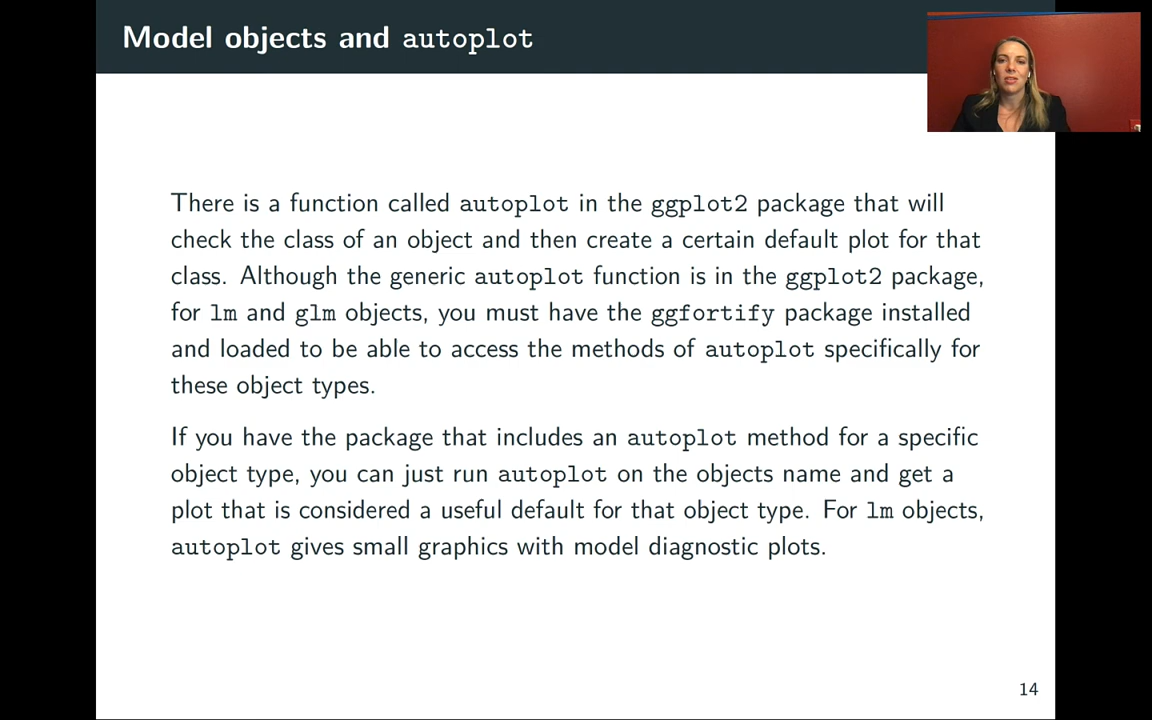 Model objects and autoplot
There is a function called autoplot in the ggplot2 package that will
check the class of an object and then create a certain default plot for that
class. Although the generic autoplot function is in the ggplot2 package,
for lm and glm objects, you must have the ggfortify package installed
and loaded to be able to access the methods of autoplot specifically for
these object types.
If you have the package that includes an autoplot method for a specific
object type, you can just run autoplot on the objects name and get a
plot that is considered a useful default for that object type. For lm objects,
autoplot gives small graphics with model diagnostic plots.
14